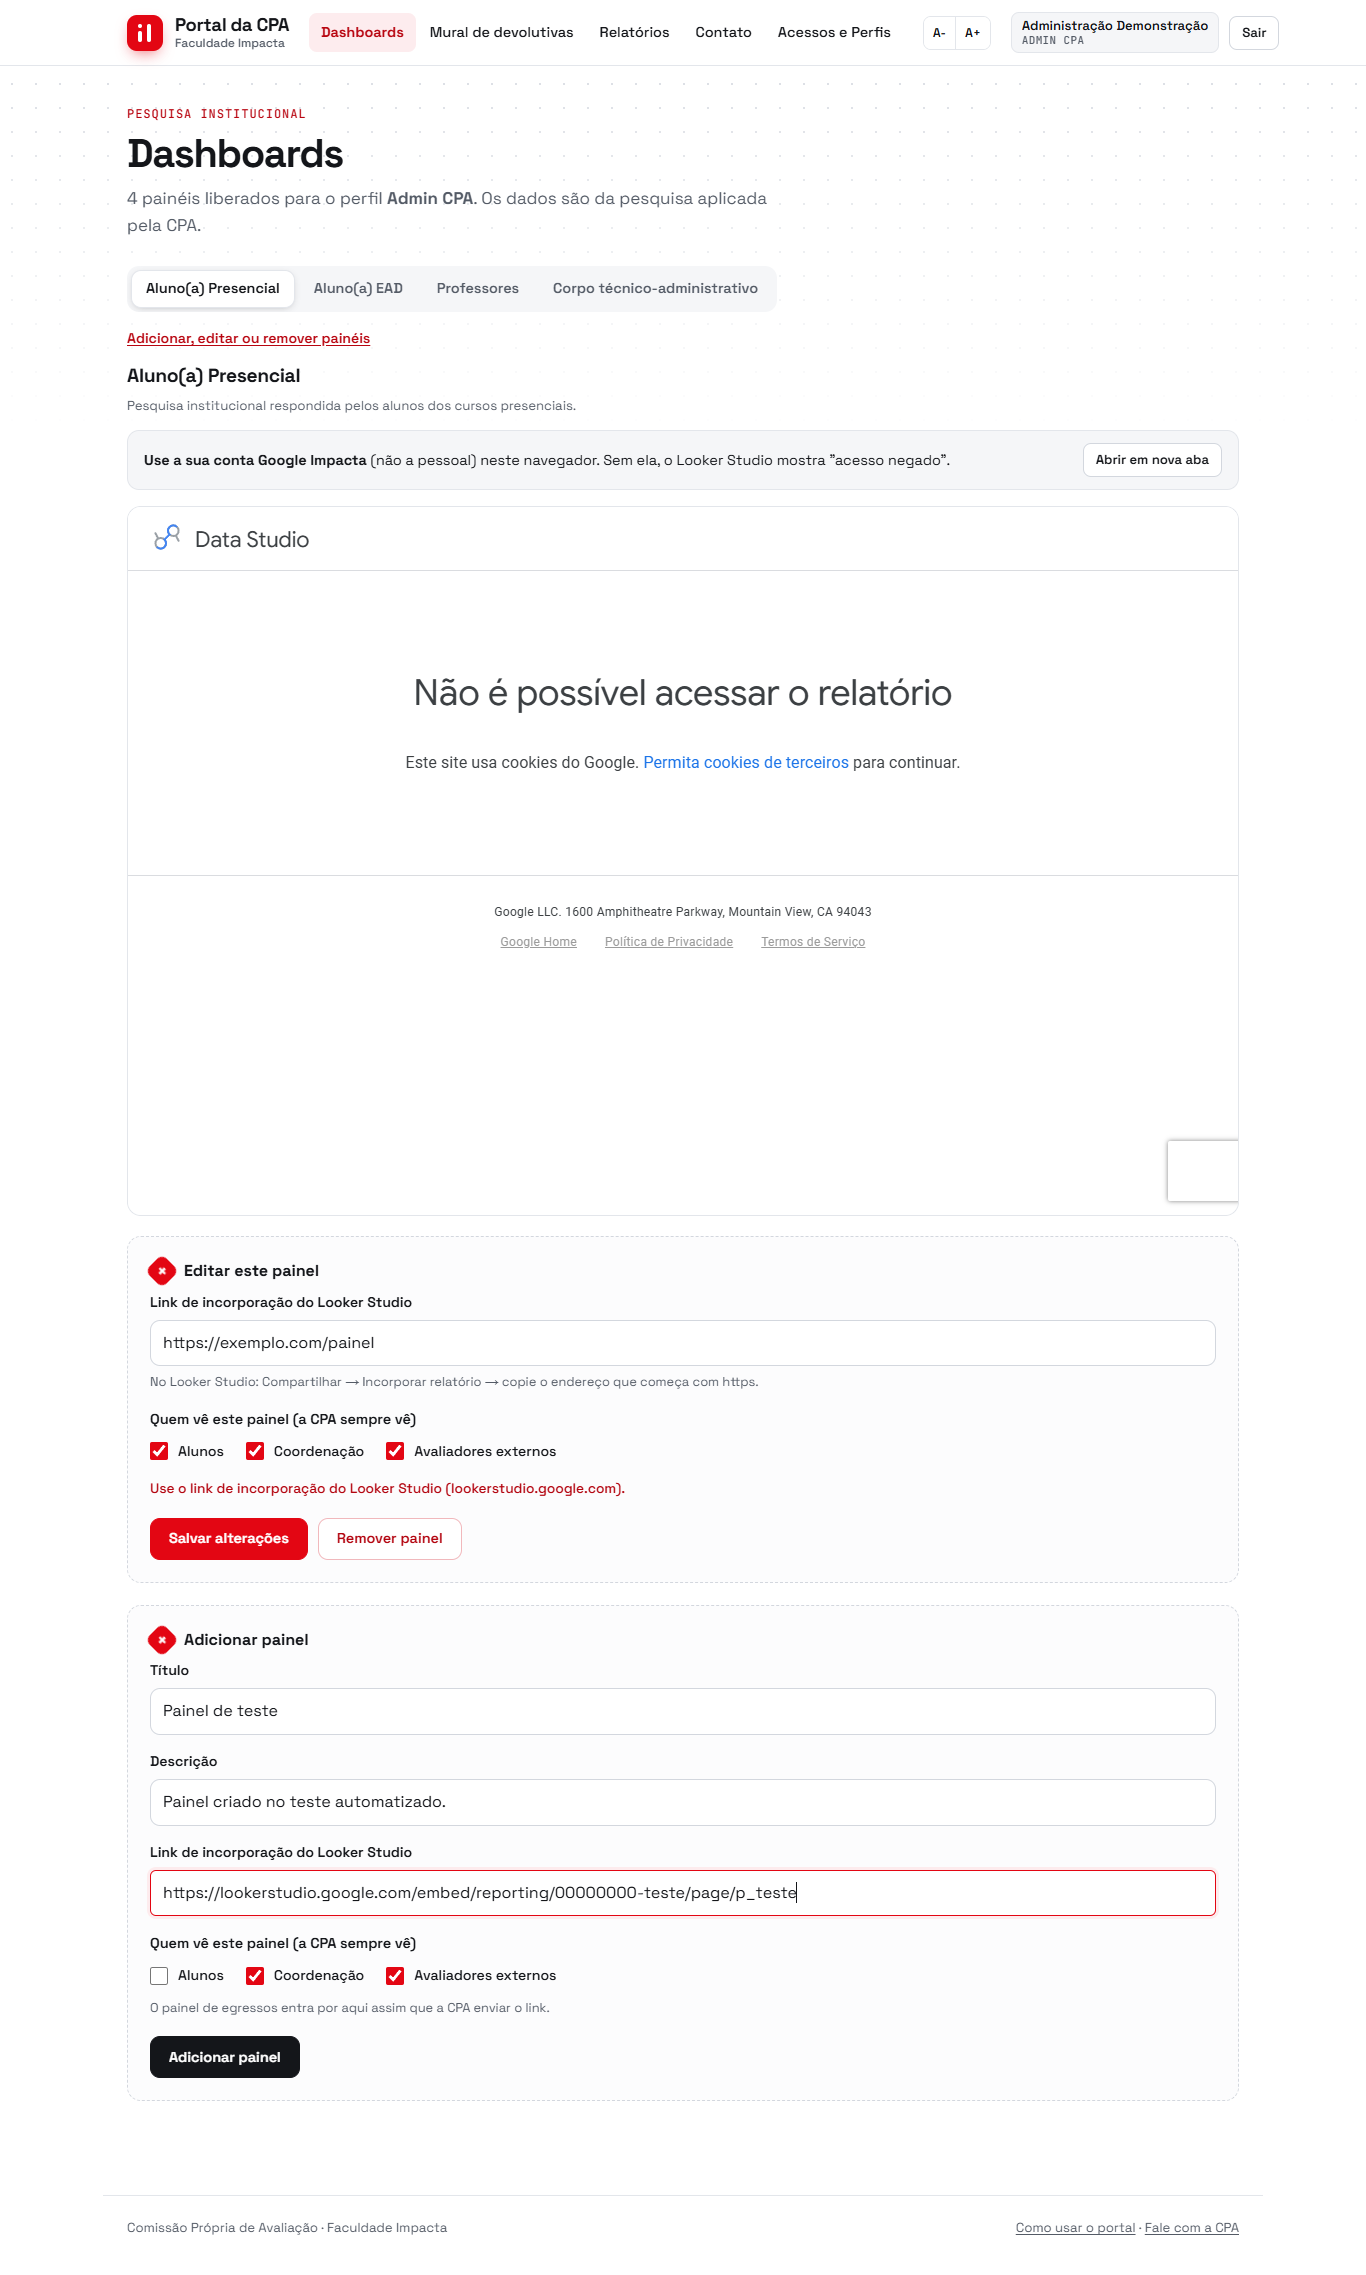 Portal da CPA
Faculdade Impacta
Dashboards
Mural de devolutivas
Relatórios
Contato
Acessos e Perfis
A-
A+
Administração Demonstração
ADMIN CPA
Sair
PESQUISA INSTITUCIONAL
Dashboards
4 painéis liberados para o perfil Admin CPA. Os dados são da pesquisa aplicada
pela CPA.
Aluno(a) Presencial
Aluno(a) EAD
Professores
Corpo técnico-administrativo
Adicionar, editar ou remover painéis
Aluno(a) Presencial
Pesquisa institucional respondida pelos alunos dos cursos presenciais.
Use a sua conta Google Impacta (não a pessoal) neste navegador. Sem ela, o Looker Studio mostra "acesso negado".
Abrir em nova aba
Data Studio
Não é possível acessar o relatório
Este site usa cookies do Google. Permita cookies de terceiros para continuar.
Google LLC. 1600 Amphitheatre Parkway, Mountain View, CA 94043
Google Home
Política de Privacidade
Termos de Serviço
Editar este painel
Link de incorporação do Looker Studio
https://exemplo.com/painel
No Looker Studio: Compartilhar → Incorporar relatório → copie o endereço que começa com https.
Quem vê este painel (a CPA sempre vê)
Alunos
Coordenação
Avaliadores externos
Use o link de incorporação do Looker Studio (lookerstudio.google.com).
Salvar alterações
Remover painel
Adicionar painel
Título
Painel de teste
Descrição
Painel criado no teste automatizado.
Link de incorporação do Looker Studio
https://lookerstudio.google.com/embed/reporting/00000000-teste/page/p_teste
Quem vê este painel (a CPA sempre vê)
Alunos
Coordenação
Avaliadores externos
O painel de egressos entra por aqui assim que a CPA enviar o link.
Adicionar painel
Comissão Própria de Avaliação · Faculdade Impacta
Como usar o portal · Fale com a CPA